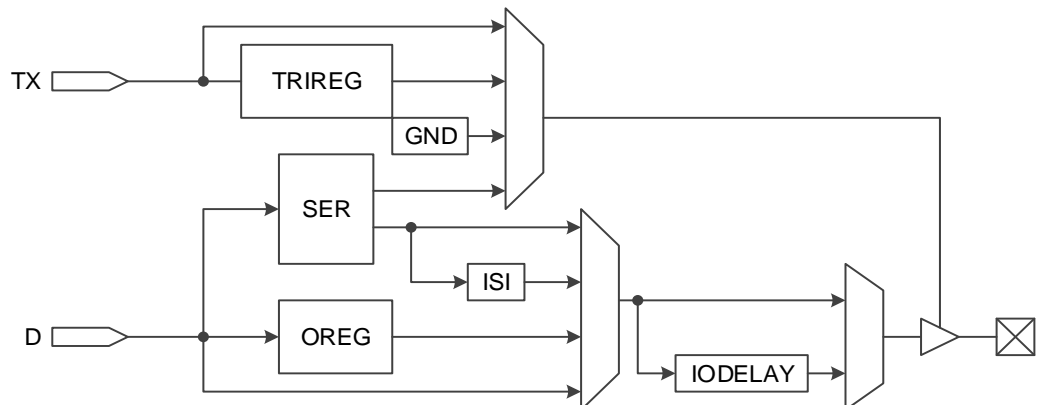 TX
TRIREG
GND
SER
ISI
D
OREG
IODELAY